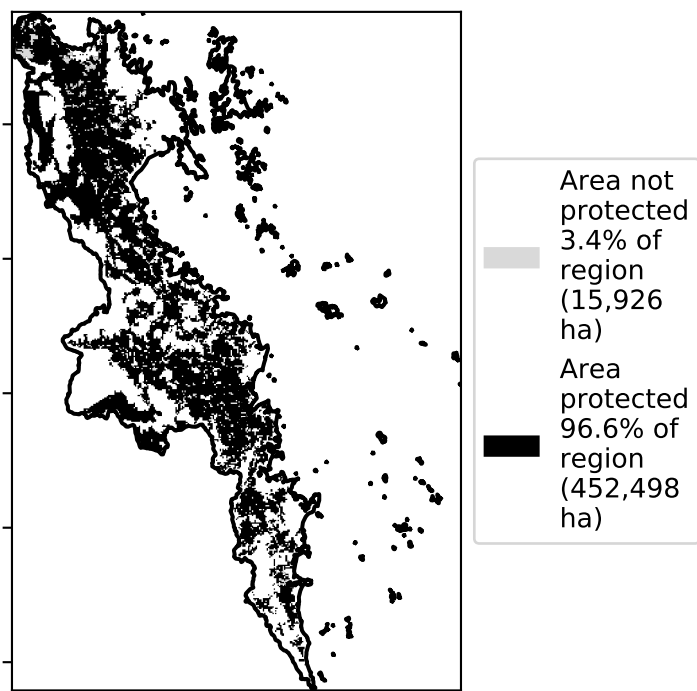 Area not
protected
3.4% of
region
(15,926
ha)
Area
protected
96.6% of
region
(452,498
ha)